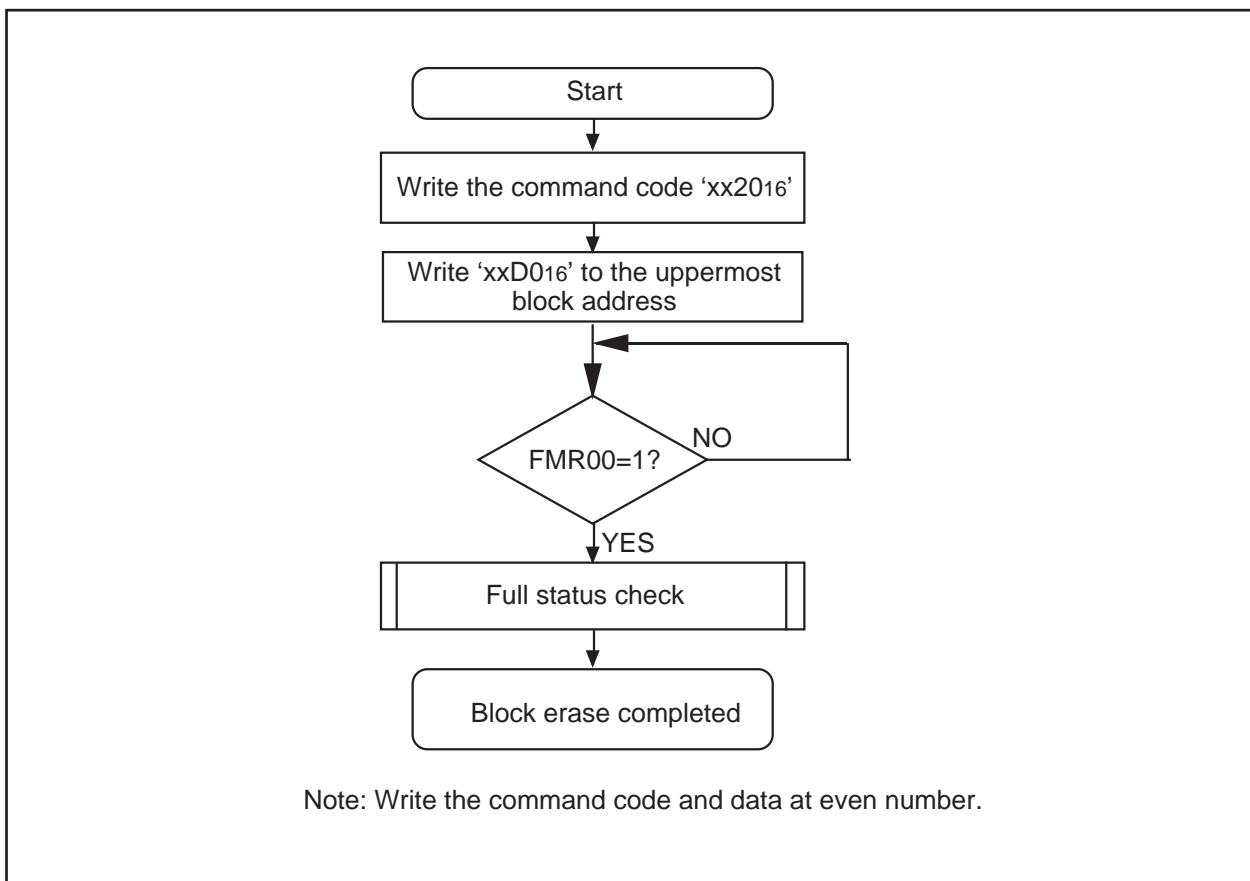 Start
Write the command code ‘xx2016’
Write ‘xxD016’ to the uppermost
block address
NO
FMR00=1?
YES
Full status check
Block erase completed
Note: Write the command code and data at even number.